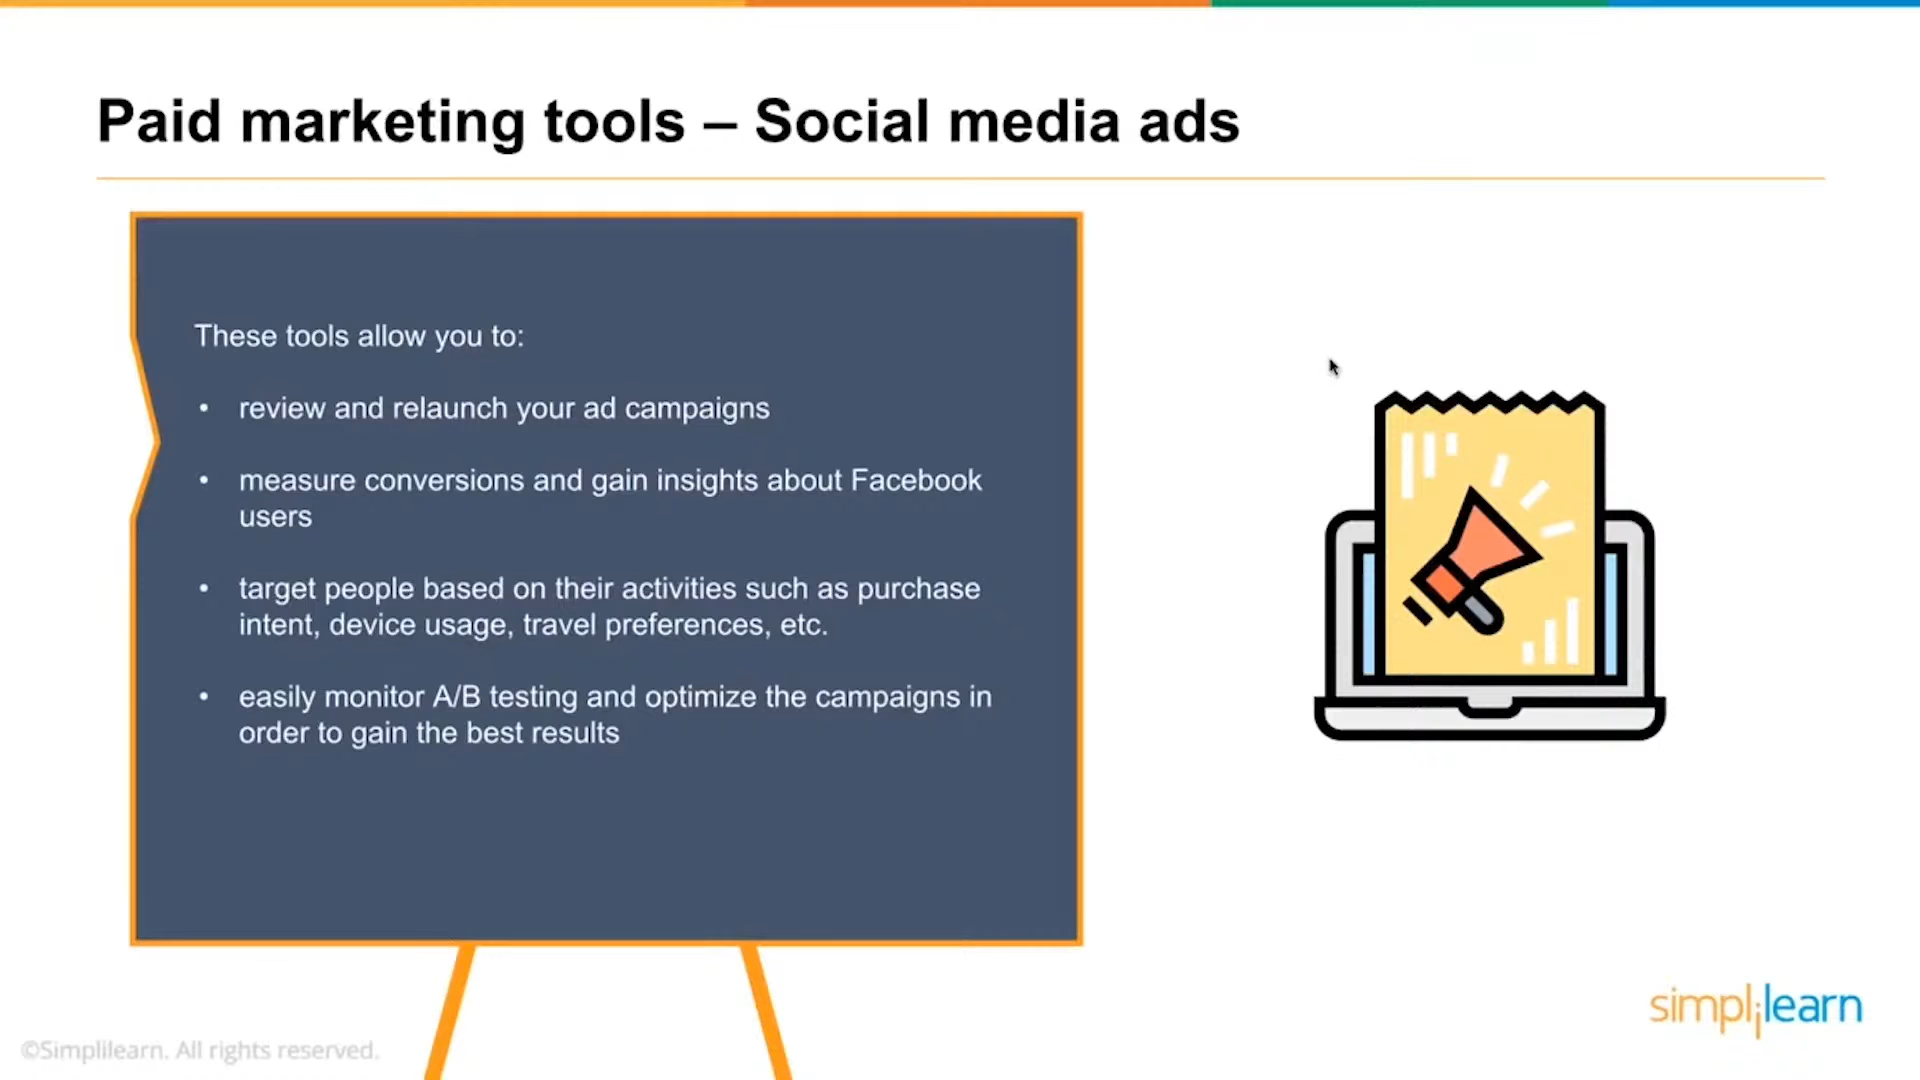 Paid marketing tools – Social media ads
These tools allow you to:
• review and relaunch your ad campaigns
• measure conversions and gain insights about Facebook
users
• target people based on their activities such as purchase
intent, device usage, travel preferences, etc.
• easily monitor A/B testing and optimize the campaigns in
order to gain the best results
simplilearn
©Simplilearn. All rights reserved.